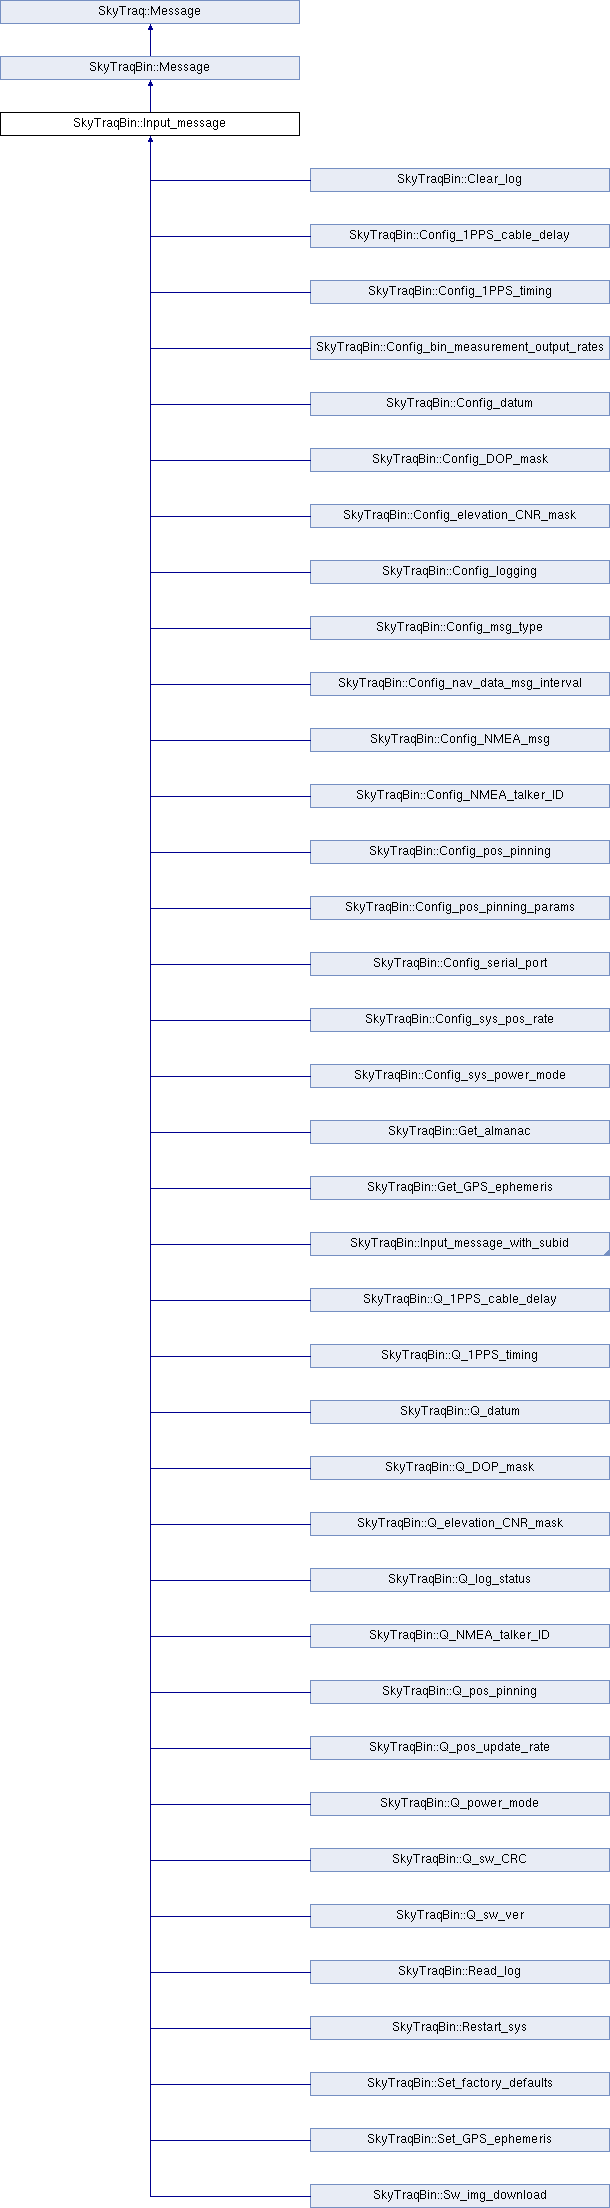 SkyTraq::Message
SkyTraqBin::Message
SkyTraqBin::Input_message
SkyTraqBin::Clear_log
SkyTraqBin::Config_1PPS_cable_delay
SkyTraqBin::Config_1PPS_timing
SkyTraqBin::Config_bin_measurement_output_rates
SkyTraqBin::Config_datum
SkyTraqBin::Config_DOP_mask
SkyTraqBin::Config_elevation_CNR_mask
SkyTraqBin::Config_logging
SkyTraqBin::Config_msg_type
SkyTraqBin::Config_nav_data_msg_interval
SkyTraqBin::Config_NMEA_msg
SkyTraqBin::Config_NMEA_talker_ID
SkyTraqBin::Config_pos_pinning
SkyTraqBin::Config_pos_pinning_params
SkyTraqBin::Config_serial_port
SkyTraqBin::Config_sys_pos_rate
SkyTraqBin::Config_sys_power_mode
SkyTraqBin::Get_almanac
SkyTraqBin::Get_GPS_ephemeris
SkyTraqBin::Input_message_with_subid
SkyTraqBin::Q_1PPS_cable_delay
SkyTraqBin::Q_1PPS_timing
SkyTraqBin::Q_datum
SkyTraqBin::Q_DOP_mask
SkyTraqBin::Q_elevation_CNR_mask
SkyTraqBin::Q_log_status
SkyTraqBin::Q_NMEA_talker_ID
SkyTraqBin::Q_pos_pinning
SkyTraqBin::Q_pos_update_rate
SkyTraqBin::Q_power_mode
SkyTraqBin::Q_sw_CRC
SkyTraqBin::Q_sw_ver
SkyTraqBin::Read_log
SkyTraqBin::Restart_sys
SkyTraqBin::Set_factory_defaults
SkyTraqBin::Set_GPS_ephemeris
SkyTraqBin::Sw_img_download